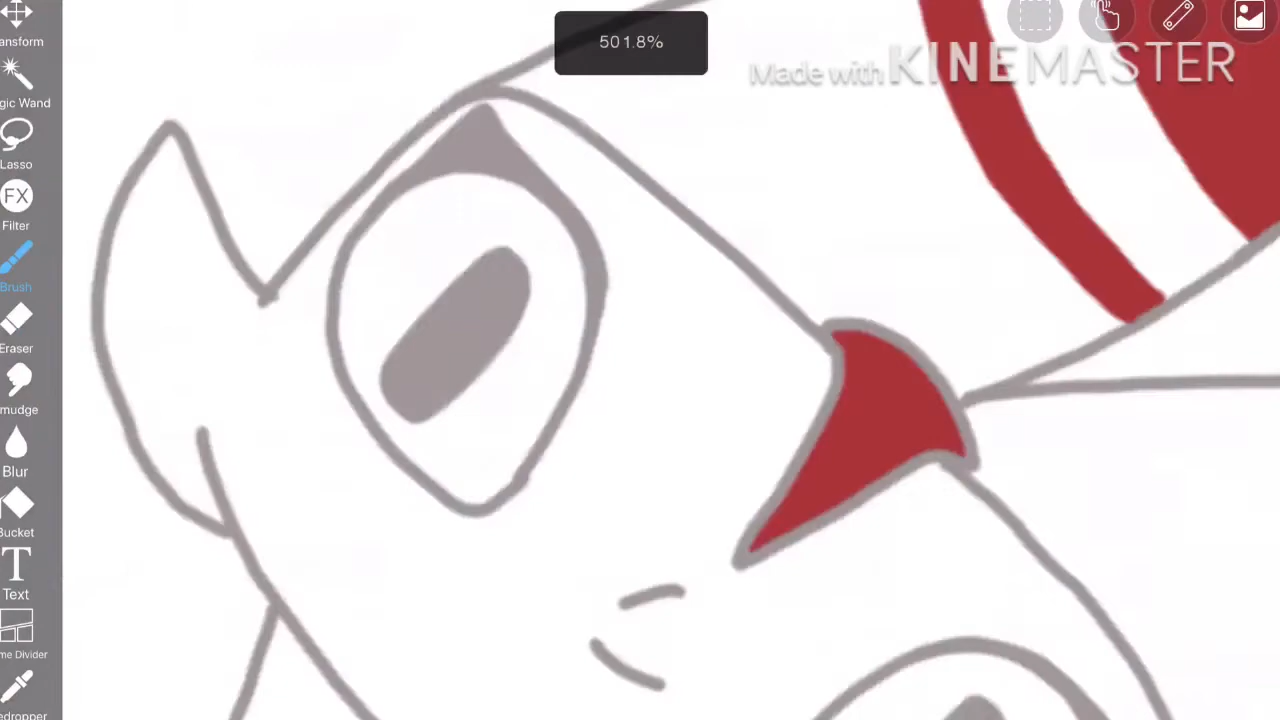 501.8%
Made with KINEMASTER
ansform
gic Wand
Lasso
FX
Filter
Brush
Eraser
mudge
Blur
Bucket
T
Text
me Divider
edropper